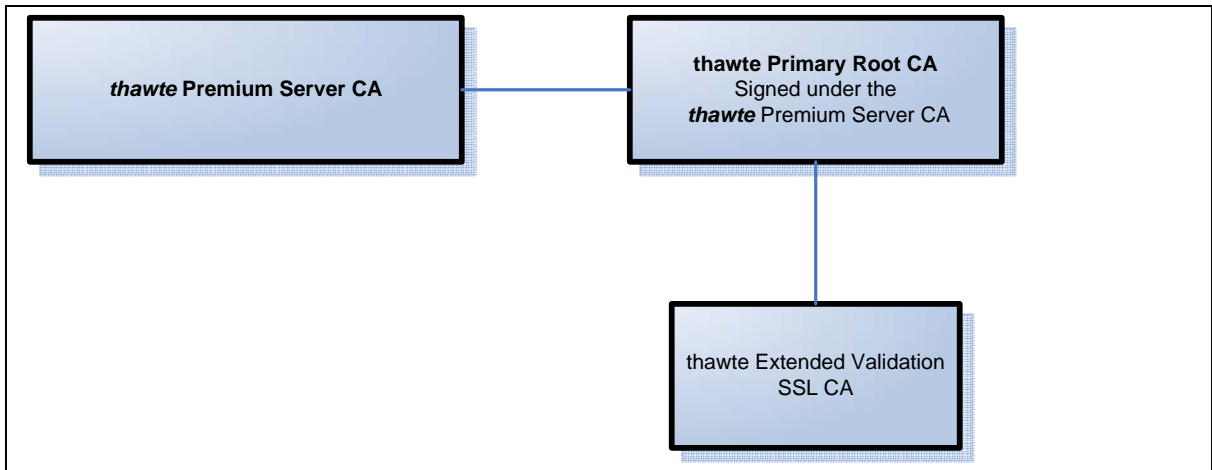 thawte Premium Server CA
thawte Primary Root CA
Signed under the
thawte Premium Server CA
thawte Extended Validation
SSL CA